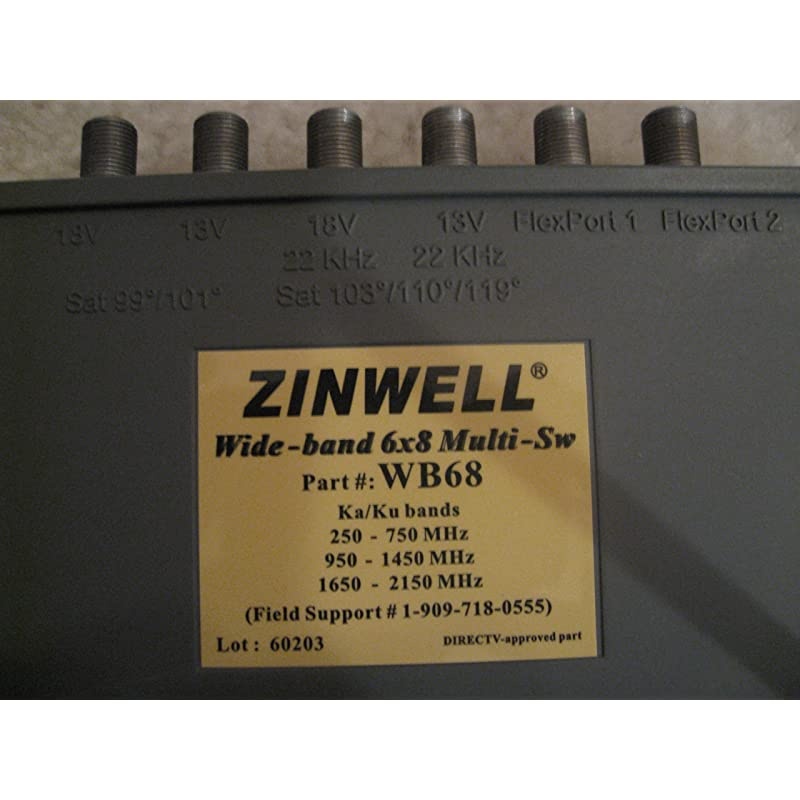 18V 13V 18V 13V FlexPort 1 FlexPort 2
22 KHz 22 KHz
Sat 99°/101° Sat 103°/110°/119°
ZINWELL®
Wide-band 6x8 Multi-Sw
Part #: WB68
Ka/Ku bands
250 - 750 MHz
950 - 1450 MHz
1650 - 2150 MHz
(Field Support # 1-909-718-0555)
Lot : 60203 DIRECTV-approved part